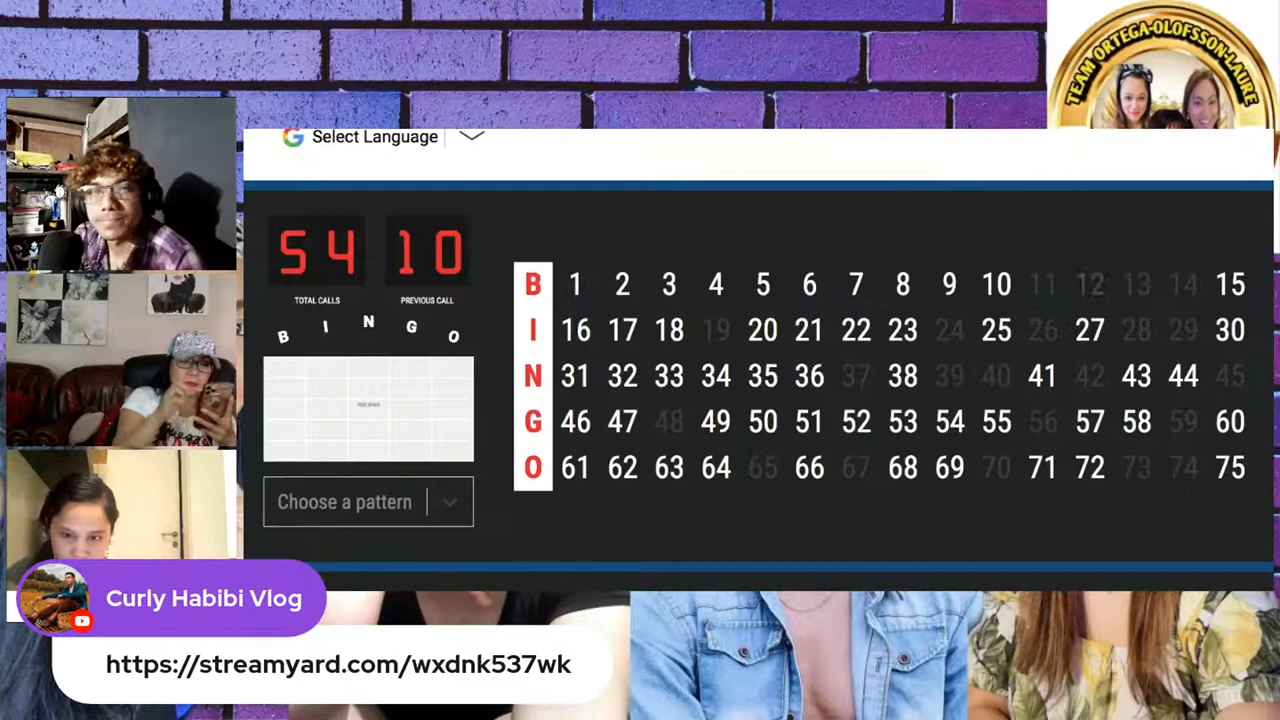 TEAM ORTEGA-OLOFSSON-LAURE
Select Language
54 10
TOTAL CALLS PREVIOUS CALL
B I N G O
FREE SPACE
Choose a pattern
B 1 2 3 4 5 6 7 8 9 10 11 12 13 14 15
I 16 17 18 19 20 21 22 23 24 25 26 27 28 29 30
N 31 32 33 34 35 36 37 38 39 40 41 42 43 44 45
G 46 47 48 49 50 51 52 53 54 55 56 57 58 59 60
O 61 62 63 64 65 66 67 68 69 70 71 72 73 74 75
Curly Habibi Vlog
https://streamyard.com/wxdnk537wk